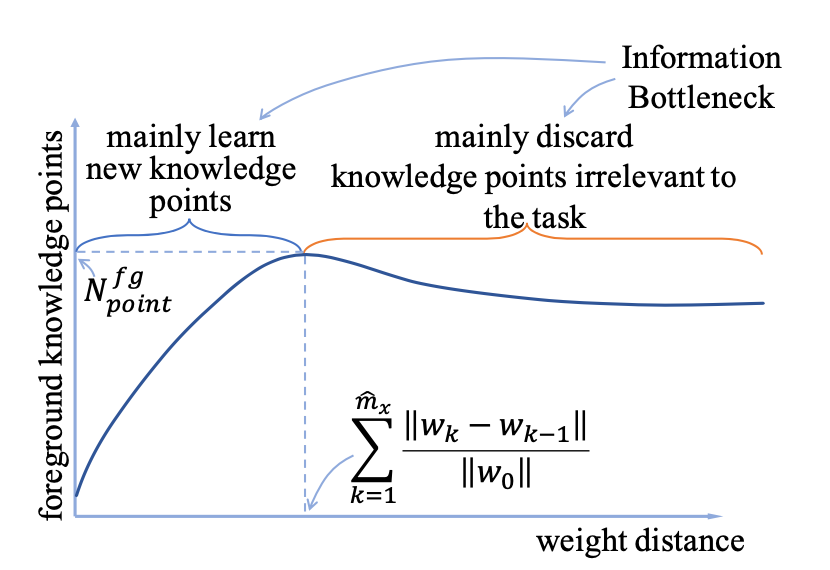 Information
Bottleneck
mainly learn
new knowledge
points
mainly discard
knowledge points irrelevant to
the task
foreground knowledge points
N_{point}^{fg}
\sum_{k=1}^{\hat{m}_x} \frac{\|w_k - w_{k-1}\|}{\|w_0\|}
weight distance